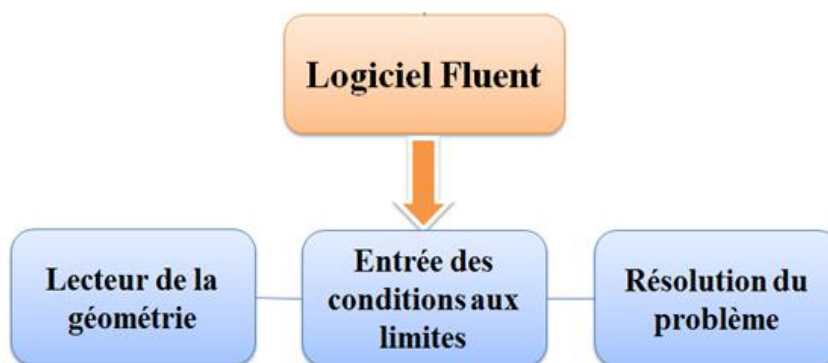 Logiciel Fluent
Lecteur de la
géométrie
Entrée des
conditions aux
limites
Résolution du
problème